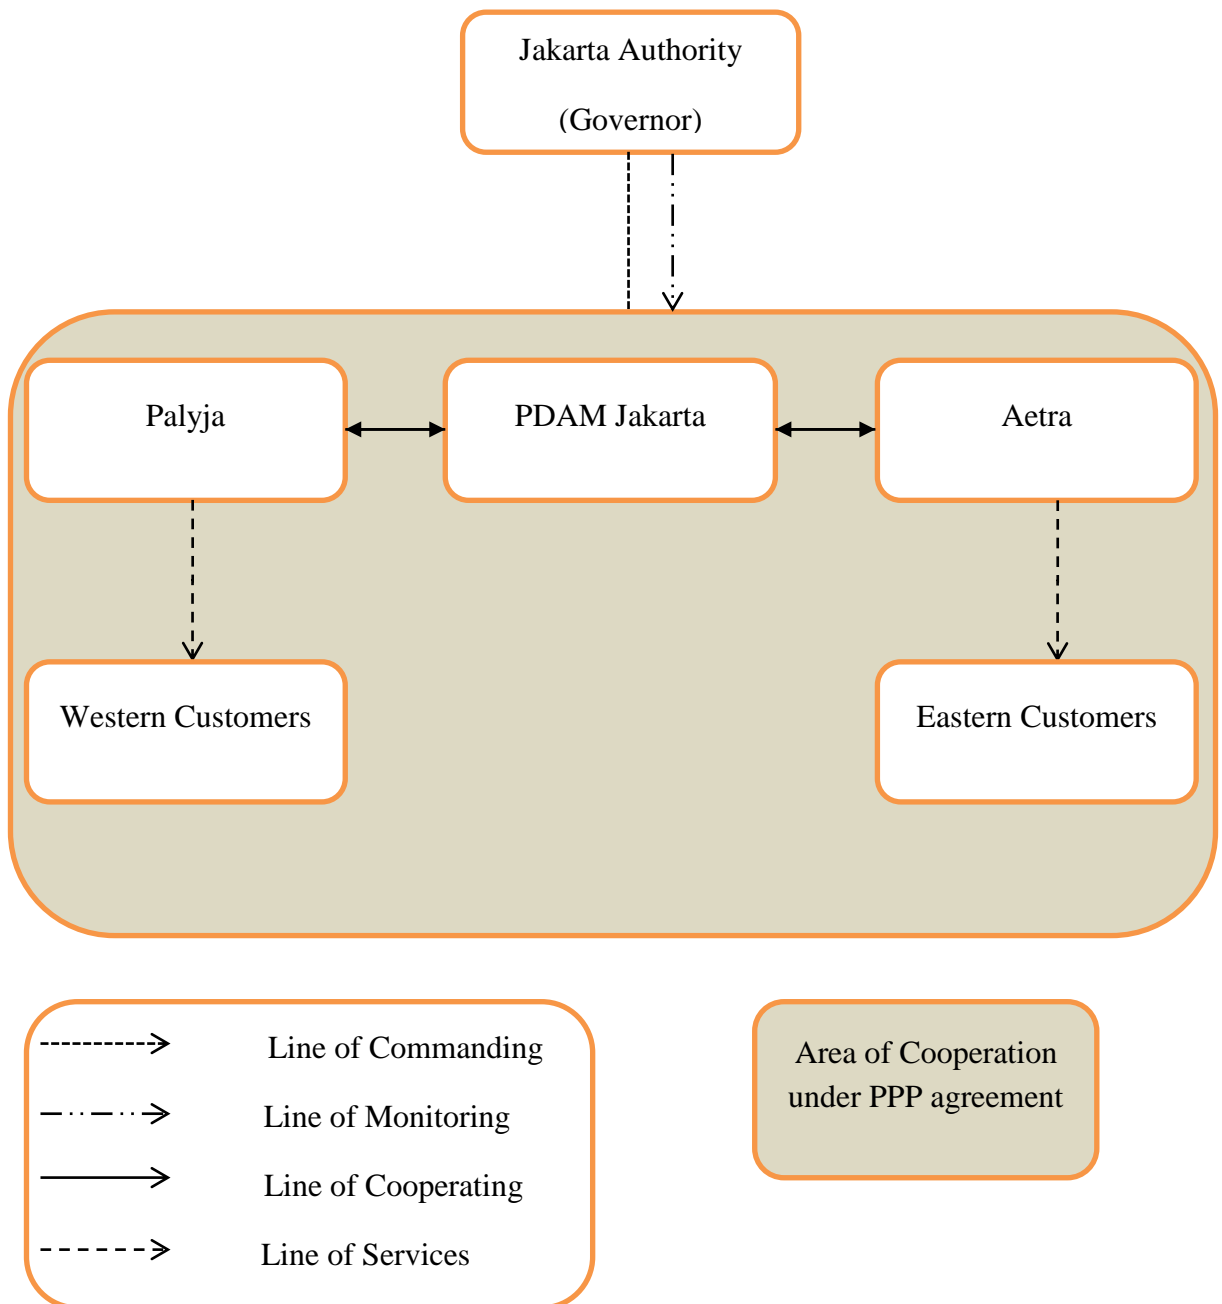 Jakarta Authority
(Governor)
Palyja
PDAM Jakarta
Aetra
Western Customers
Eastern Customers
Line of Commanding
Line of Monitoring
Line of Cooperating
Line of Services
Area of Cooperation
under PPP agreement